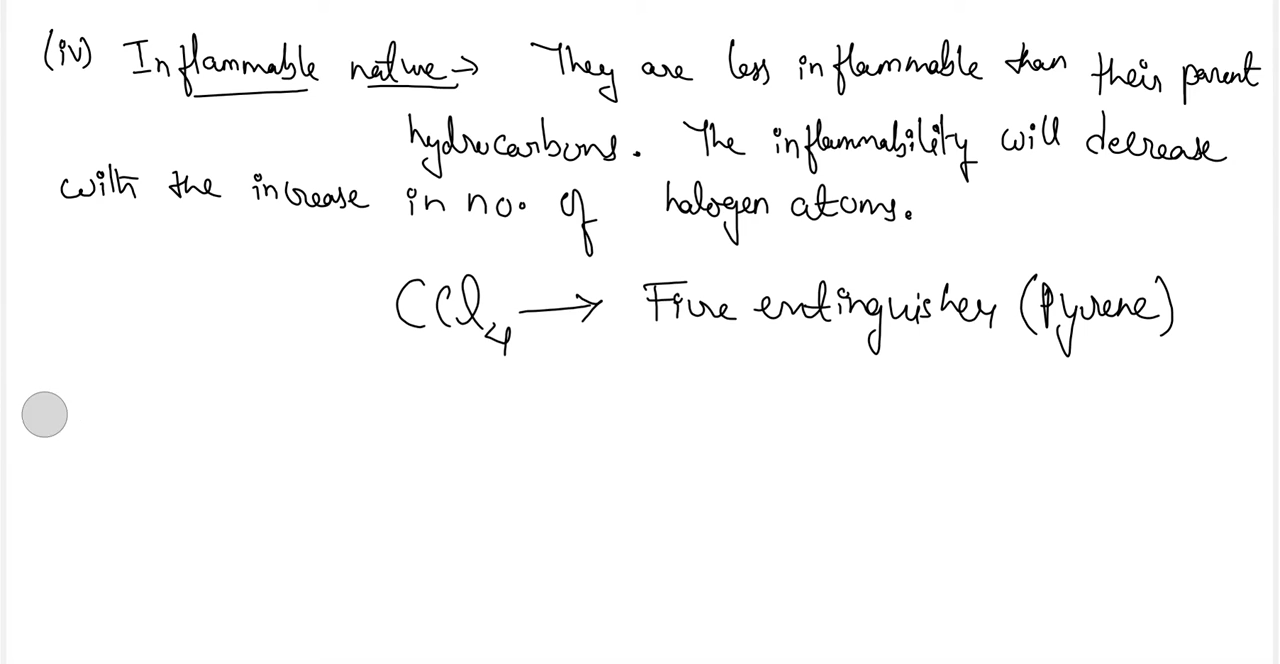 (iv) Inflammable nature → They are less inflammable than their parent
hydrocarbons. The inflammability will decrease
with the increase in no. of halogen atoms.
CCl₄ → Fire extinguisher (Pyrene)